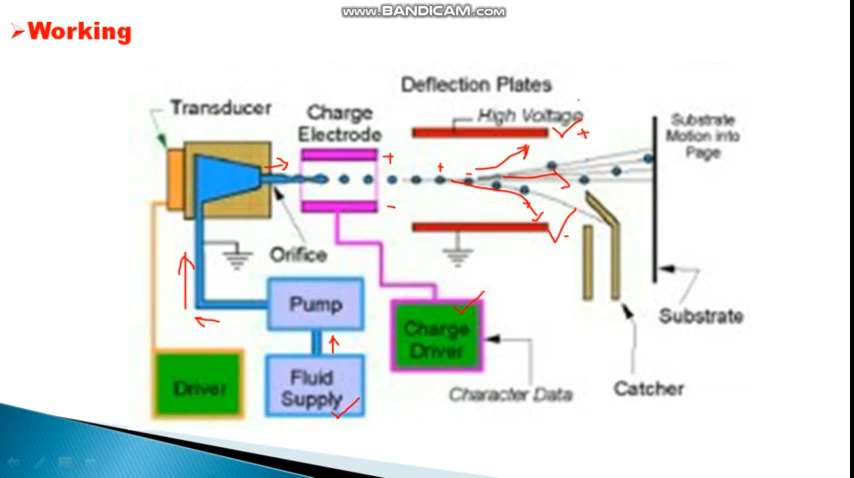 www.BANDICAM.com
Working
Deflection Plates
Transducer
Charge
Electrode
High Voltage
Substrate
Motion into
Page
+
+
+
-
-
+
-
Orifice
Pump
Charge
Driver
Substrate
Driver
Fluid
Supply
Character Data
Catcher